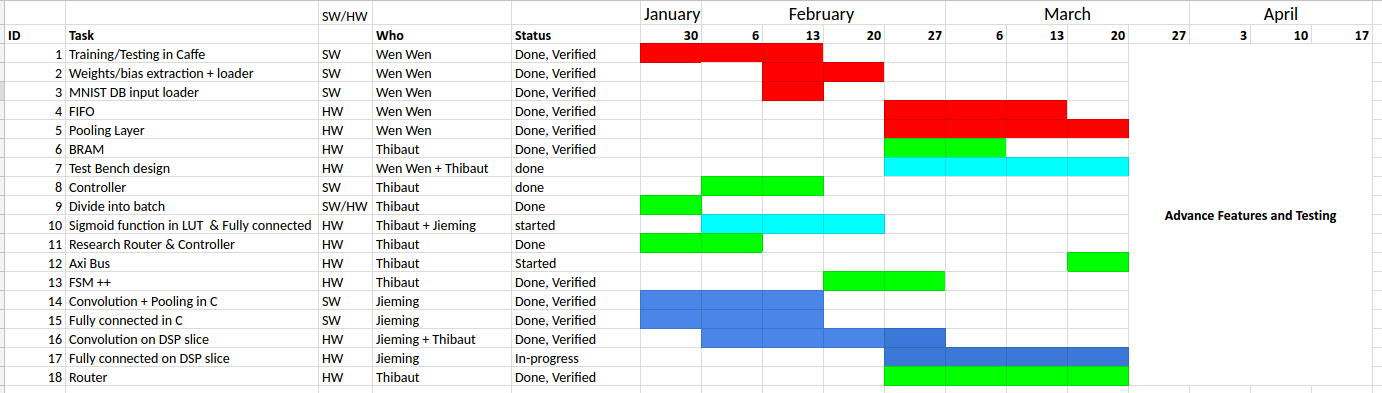 SW/HW January February March April
ID Task Who Status 30 6 13 20 27 6 13 20 27 3 10 17
1 Training/Testing in Caffe SW Wen Wen Done, Verified
2 Weights/bias extraction + loader SW Wen Wen Done, Verified
3 MNIST DB input loader SW Wen Wen Done, Verified
4 FIFO HW Wen Wen Done, Verified
5 Pooling Layer HW Wen Wen Done, Verified
6 BRAM HW Thibaut Done, Verified
7 Test Bench design HW Wen Wen + Thibaut done
8 Controller SW Thibaut done
9 Divide into batch SW/HW Thibaut Done
10 Sigmoid function in LUT & Fully connected HW Thibaut + Jieming started
11 Research Router & Controller HW Thibaut Done
12 Axi Bus HW Thibaut Started
13 FSM ++ HW Thibaut Done, Verified
14 Convolution + Pooling in C SW Jieming Done, Verified
15 Fully connected in C SW Jieming Done, Verified
16 Convolution on DSP slice HW Jieming + Thibaut Done, Verified
17 Fully connected on DSP slice HW Jieming In-progress
18 Router HW Thibaut Done, Verified
Advance Features and Testing